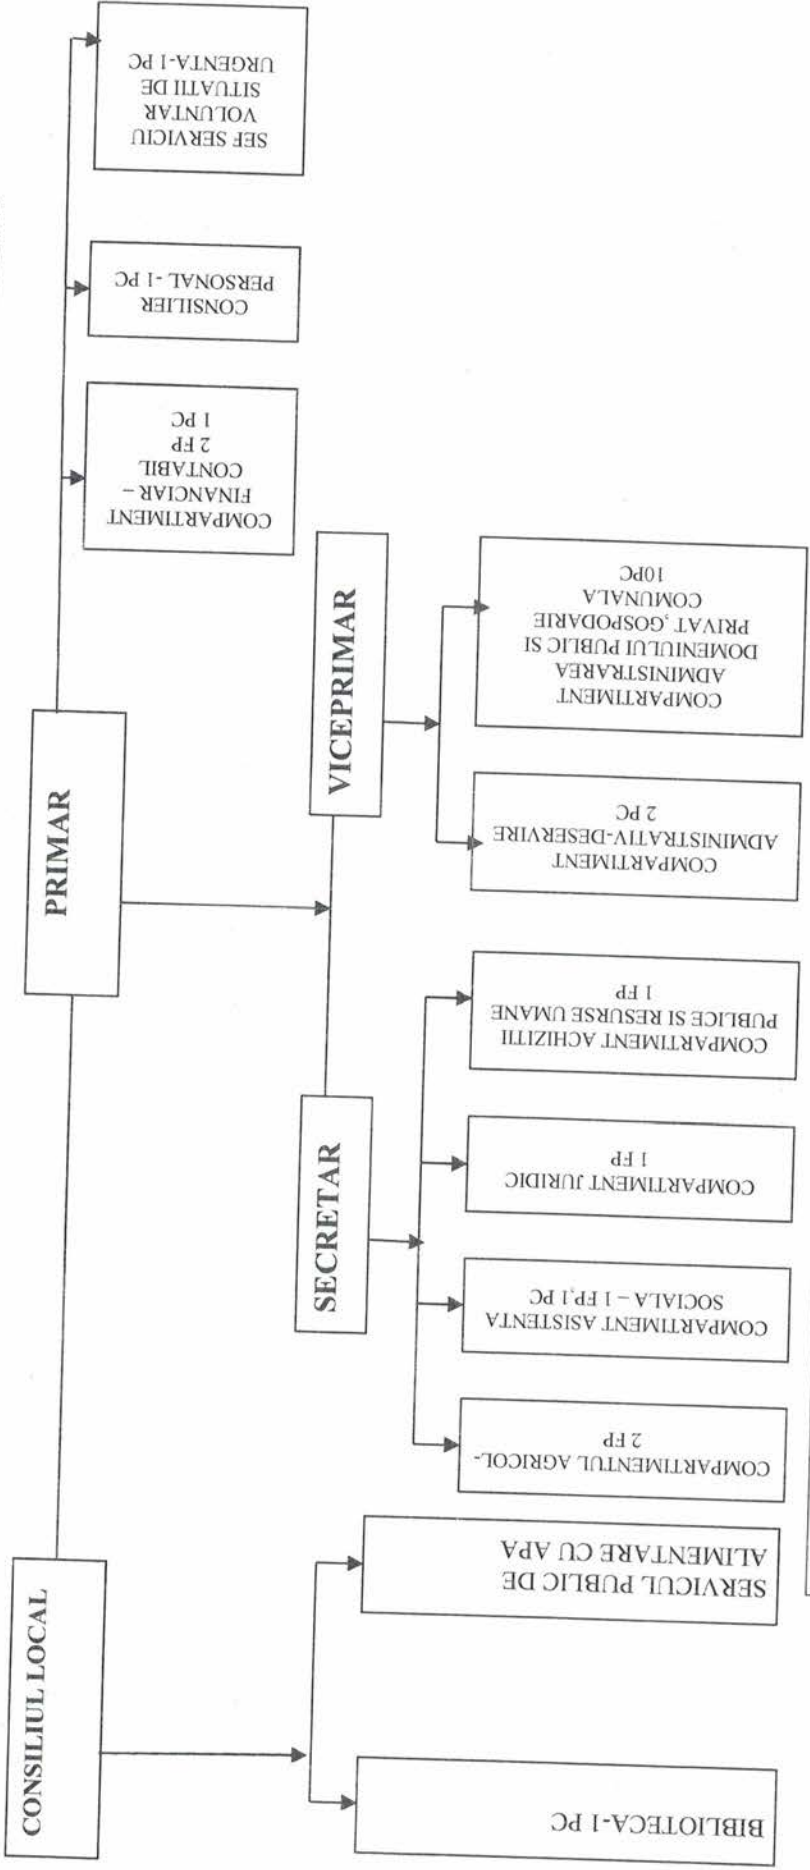 CONSILIUL LOCAL
PRIMAR
COMPARTIMENT
FINANCIAR –
CONTABIL
2 FP
1 PC
CONSILIER
PERSONAL -1 PC
SEF SERVICIU
VOLUNTAR
SITUATII DE
URGENTA-1 PC
SECRETAR
VICEPRIMAR
BIBLIOTECA-1 PC
SERVICUL PUBLIC DE
ALIMENTARE CU APA
COMPARTIMENTUL AGRICOL-
2 FP
COMPARTIMENT ASISTENTA
SOCIALA – 1 FP,1 PC
COMPARTIMENT JURIDIC
1 FP
COMPARTIMENT ACHIZITII
PUBLICE SI RESURSE UMANE
1 FP
COMPARTIMENT
ADMINISTRATIV-DESERVIRE
2 PC
COMPARTIMENT
ADMINISTRAREA
DOMENIULUI PUBLIC SI
PRIVAT ,GOSPODARIE
COMUNALA
10PC